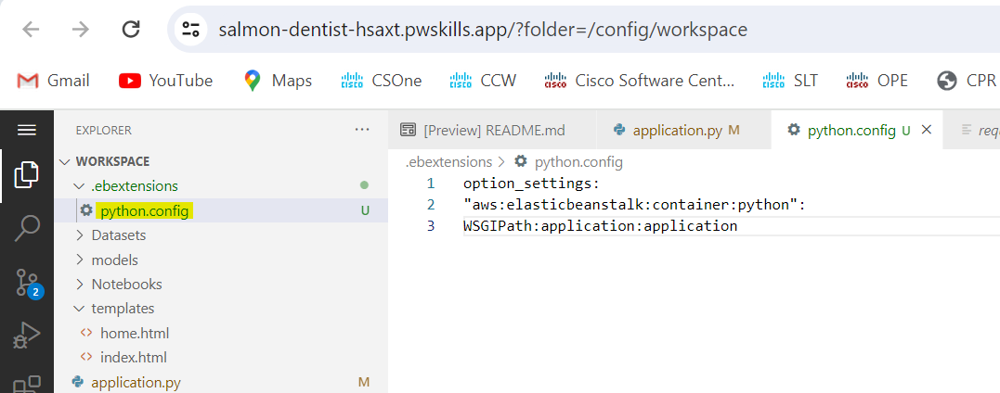 salmon-dentist-hsaxt.pwskills.app/?folder=/config/workspace
Gmail YouTube Maps CSOne CCW Cisco Software Cent... SLT OPE CPR
EXPLORER ...
WORKSPACE
.ebextensions
python.config U
Datasets
models
Notebooks
templates
<> home.html
<> index.html
application.py M
2
[Preview] README.md application.py M python.config U
.ebextensions > python.config
1 option_settings:
2 "aws:elasticbeanstalk:container:python":
3 WSGIPath:application:application